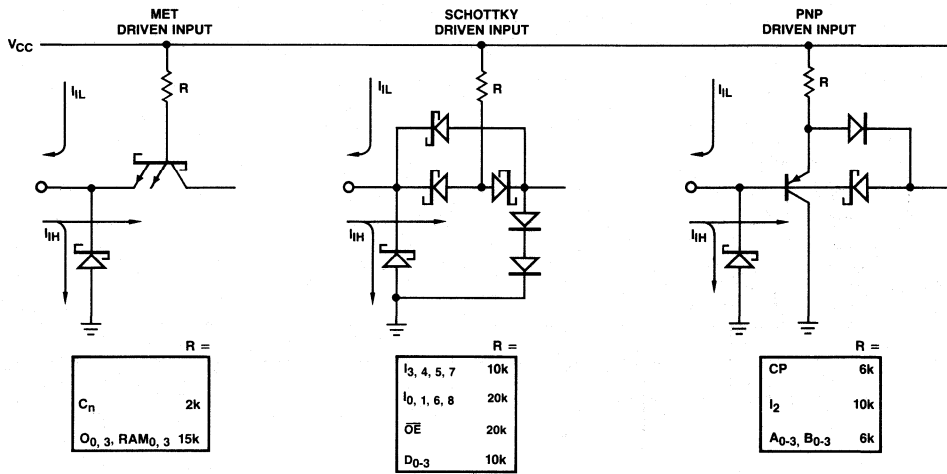 MET
DRIVEN INPUT
SCHOTTKY
DRIVEN INPUT
PNP
DRIVEN INPUT
VCC
R
IIL
IIH
R
IIL
IIH
R
IIL
IIH
R =
Cn 2k
O0, 3, RAM0, 3 15k
R =
I3, 4, 5, 7 10k
I0, 1, 6, 8 20k
O̅E̅ 20k
D0-3 10k
R =
CP 6k
I2 10k
A0-3, B0-3 6k